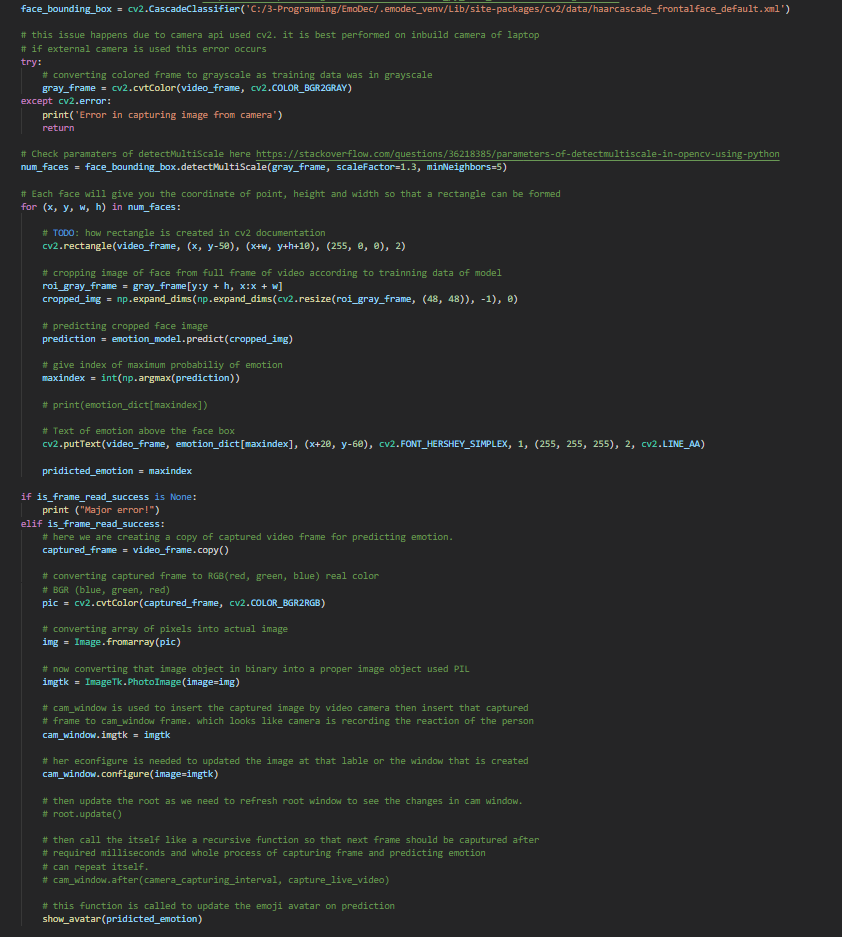 face_bounding_box = cv2.CascadeClassifier('C:/3-Programming/EmoDec/.emodec_venv/Lib/site-packages/cv2/data/haarcascade_frontalface_default.xml')
# this issue happens due to camera api used cv2. it is best performed on inbuild camera of laptop
# if external camera is used this error occurs
try:
# converting colored frame to grayscale as training data was in grayscale
gray_frame = cv2.cvtColor(video_frame, cv2.COLOR_BGR2GRAY)
except cv2.error:
print('Error in capturing image from camera')
return
# Check paramaters of detectMultiScale here https://stackoverflow.com/questions/36218385/parameters-of-detectmultiscale-in-opencv-using-python
num_faces = face_bounding_box.detectMultiScale(gray_frame, scaleFactor=1.3, minNeighbors=5)
# Each face will give you the coordinate of point, height and width so that a rectangle can be formed
for (x, y, w, h) in num_faces:
# TODO: how rectangle is created in cv2 documentation
cv2.rectangle(video_frame, (x, y-50), (x+w, y+h+10), (255, 0, 0), 2)
# cropping image of face from full frame of video according to trainning data of model
roi_gray_frame = gray_frame[y:y + h, x:x + w]
cropped_img = np.expand_dims(np.expand_dims(cv2.resize(roi_gray_frame, (48, 48)), -1), 0)
# predicting cropped face image
prediction = emotion_model.predict(cropped_img)
# give index of maximum probabiliy of emotion
maxindex = int(np.argmax(prediction))
# print(emotion_dict[maxindex])
# Text of emotion above the face box
cv2.putText(video_frame, emotion_dict[maxindex], (x+20, y-60), cv2.FONT_HERSHEY_SIMPLEX, 1, (255, 255, 255), 2, cv2.LINE_AA)
pridicted_emotion = maxindex
if is_frame_read_success is None:
print ("Major error!")
elif is_frame_read_success:
# here we are creating a copy of captured video frame for predicting emotion.
captured_frame = video_frame.copy()
# converting captured frame to RGB(red, green, blue) real color
# BGR (blue, green, red)
pic = cv2.cvtColor(captured_frame, cv2.COLOR_BGR2RGB)
# converting array of pixels into actual image
img = Image.fromarray(pic)
# now converting that image object in binary into a proper image object used PIL
imgtk = ImageTk.PhotoImage(image=img)
# cam_window is used to insert the captured image by video camera then insert that captured
# frame to cam_window frame. which looks like camera is recording the reaction of the person
cam_window.imgtk = imgtk
# her econfigure is needed to updated the image at that lable or the window that is created
cam_window.configure(image=imgtk)
# then update the root as we need to refresh root window to see the changes in cam window.
# root.update()
# then call the itself like a recursive function so that next frame should be caputured after
# required milliseconds and whole process of capturing frame and predicting emotion
# can repeat itself.
# cam_window.after(camera_capturing_interval, capture_live_video)
# this function is called to update the emoji avatar on prediction
show_avatar(pridicted_emotion)